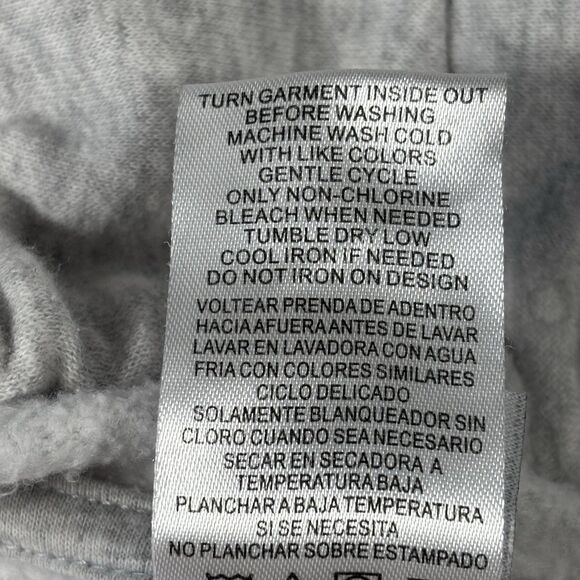 TURN GARMENT INSIDE OUT
BEFORE WASHING
MACHINE WASH COLD
WITH LIKE COLORS
GENTLE CYCLE
ONLY NON-CHLORINE
BLEACH WHEN NEEDED
TUMBLE DRY LOW
COOL IRON IF NEEDED
DO NOT IRON ON DESIGN
VOLTEAR PRENDA DE ADENTRO
HACIA AFUERA ANTES DE LAVAR
LAVAR EN LAVADORA CON AGUA
FRIA CON COLORES SIMILARES
CICLO DELICADO
SOLAMENTE BLANQUEADOR SIN
CLORO CUANDO SEA NECESARIO
SECAR EN SECADORA A
TEMPERATURA BAJA
PLANCHAR A BAJA TEMPERATURA
SI SE NECESITA
NO PLANCHAR SOBRE ESTAMPADO